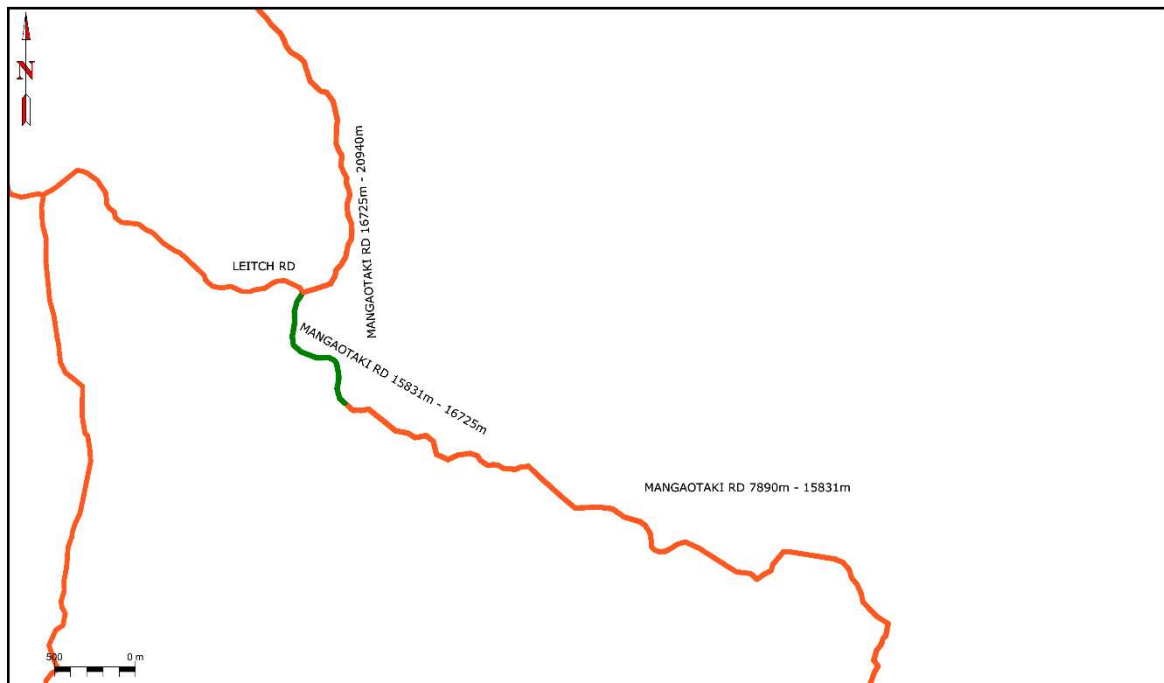 N
MANGAOTAKI RD 16725m - 20940m
LEITCH RD
MANGAOTAKI RD 15831m - 16725m
MANGAOTAKI RD 7890m - 15831m
500 0 m